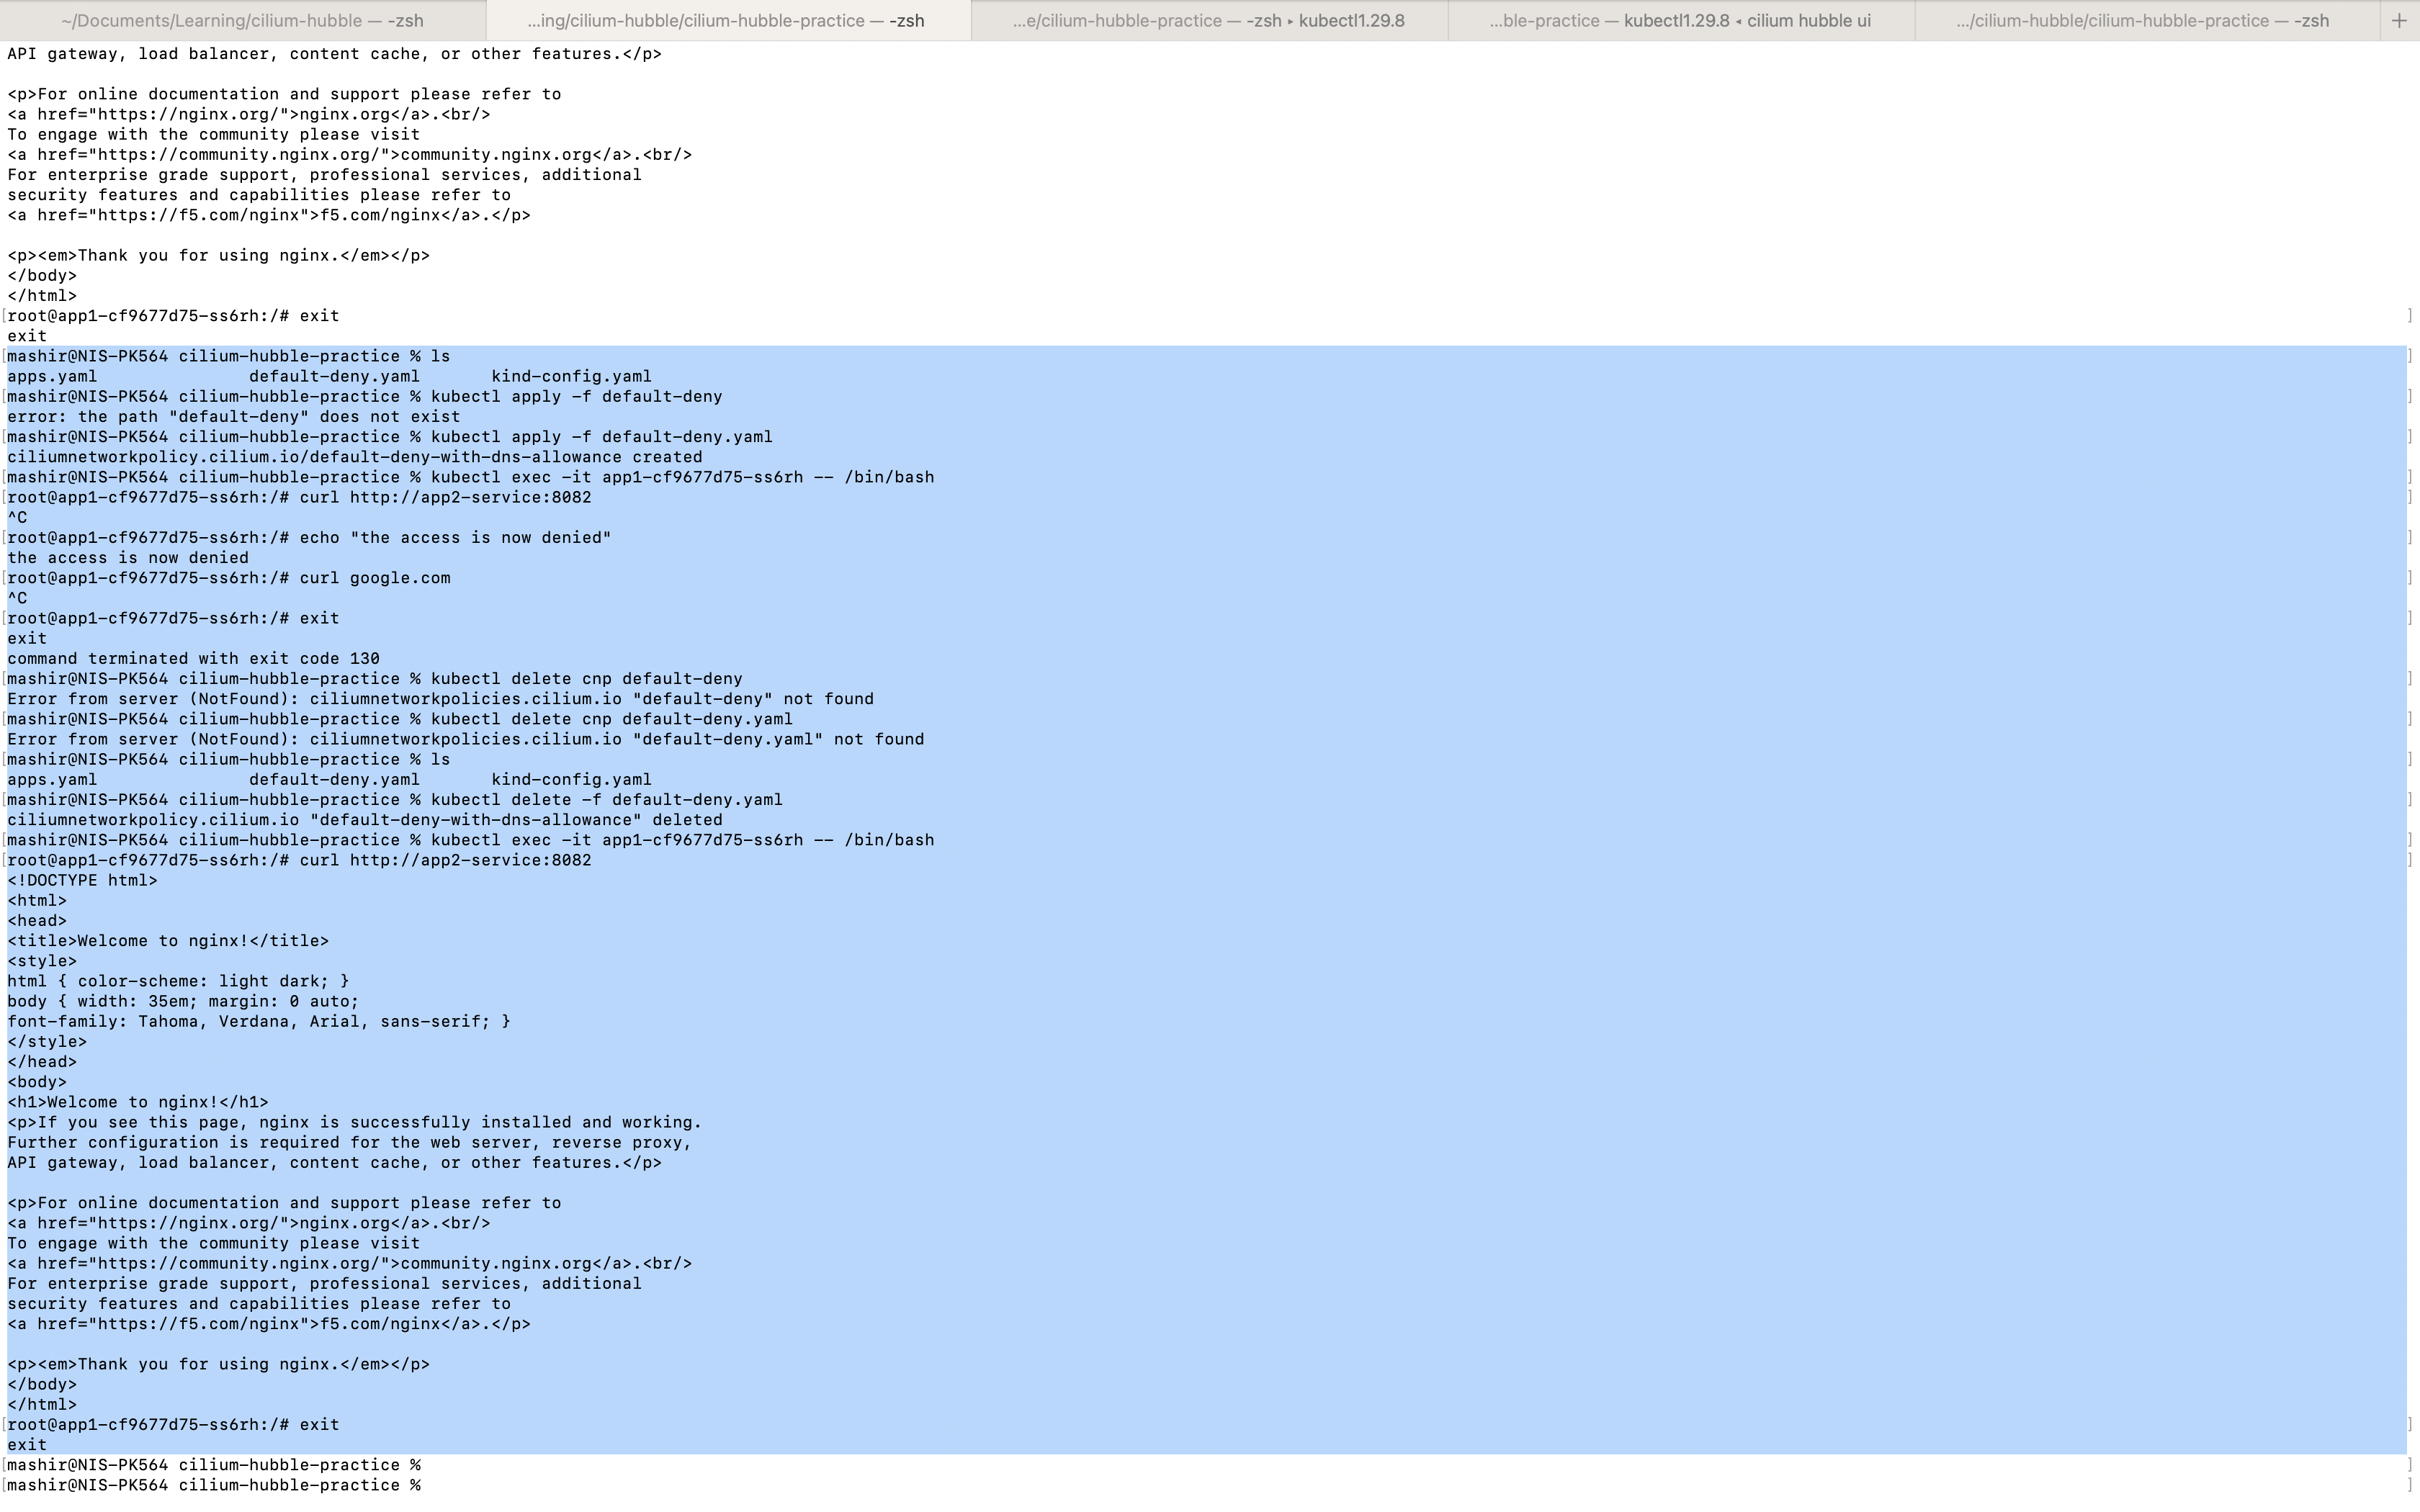 ~/Documents/Learning/cilium-hubble — -zsh
...ing/cilium-hubble/cilium-hubble-practice — -zsh
...e/cilium-hubble-practice — -zsh ▸ kubectl1.29.8
...ble-practice — kubectl1.29.8 ◂ cilium hubble ui
.../cilium-hubble/cilium-hubble-practice — -zsh
+
API gateway, load balancer, content cache, or other features.</p>

<p>For online documentation and support please refer to
<a href="https://nginx.org/">nginx.org</a>.<br/>
To engage with the community please visit
<a href="https://community.nginx.org/">community.nginx.org</a>.<br/>
For enterprise grade support, professional services, additional
security features and capabilities please refer to
<a href="https://f5.com/nginx">f5.com/nginx</a>.</p>

<p><em>Thank you for using nginx.</em></p>
</body>
</html>
[root@app1-cf9677d75-ss6rh:/# exit ]
exit
[mashir@NIS-PK564 cilium-hubble-practice % ls ]
apps.yaml default-deny.yaml kind-config.yaml
[mashir@NIS-PK564 cilium-hubble-practice % kubectl apply -f default-deny ]
error: the path "default-deny" does not exist
[mashir@NIS-PK564 cilium-hubble-practice % kubectl apply -f default-deny.yaml ]
ciliumnetworkpolicy.cilium.io/default-deny-with-dns-allowance created
[mashir@NIS-PK564 cilium-hubble-practice % kubectl exec -it app1-cf9677d75-ss6rh -- /bin/bash ]
[root@app1-cf9677d75-ss6rh:/# curl http://app2-service:8082 ]
^C
[root@app1-cf9677d75-ss6rh:/# echo "the access is now denied" ]
the access is now denied
[root@app1-cf9677d75-ss6rh:/# curl google.com ]
^C
[root@app1-cf9677d75-ss6rh:/# exit ]
exit
command terminated with exit code 130
[mashir@NIS-PK564 cilium-hubble-practice % kubectl delete cnp default-deny ]
Error from server (NotFound): ciliumnetworkpolicies.cilium.io "default-deny" not found
[mashir@NIS-PK564 cilium-hubble-practice % kubectl delete cnp default-deny.yaml ]
Error from server (NotFound): ciliumnetworkpolicies.cilium.io "default-deny.yaml" not found
[mashir@NIS-PK564 cilium-hubble-practice % ls ]
apps.yaml default-deny.yaml kind-config.yaml
[mashir@NIS-PK564 cilium-hubble-practice % kubectl delete -f default-deny.yaml ]
ciliumnetworkpolicy.cilium.io "default-deny-with-dns-allowance" deleted
[mashir@NIS-PK564 cilium-hubble-practice % kubectl exec -it app1-cf9677d75-ss6rh -- /bin/bash ]
[root@app1-cf9677d75-ss6rh:/# curl http://app2-service:8082 ]
<!DOCTYPE html>
<html>
<head>
<title>Welcome to nginx!</title>
<style>
html { color-scheme: light dark; }
body { width: 35em; margin: 0 auto;
font-family: Tahoma, Verdana, Arial, sans-serif; }
</style>
</head>
<body>
<h1>Welcome to nginx!</h1>
<p>If you see this page, nginx is successfully installed and working.
Further configuration is required for the web server, reverse proxy,
API gateway, load balancer, content cache, or other features.</p>

<p>For online documentation and support please refer to
<a href="https://nginx.org/">nginx.org</a>.<br/>
To engage with the community please visit
<a href="https://community.nginx.org/">community.nginx.org</a>.<br/>
For enterprise grade support, professional services, additional
security features and capabilities please refer to
<a href="https://f5.com/nginx">f5.com/nginx</a>.</p>

<p><em>Thank you for using nginx.</em></p>
</body>
</html>
[root@app1-cf9677d75-ss6rh:/# exit ]
exit
[mashir@NIS-PK564 cilium-hubble-practice % ]
[mashir@NIS-PK564 cilium-hubble-practice % ]